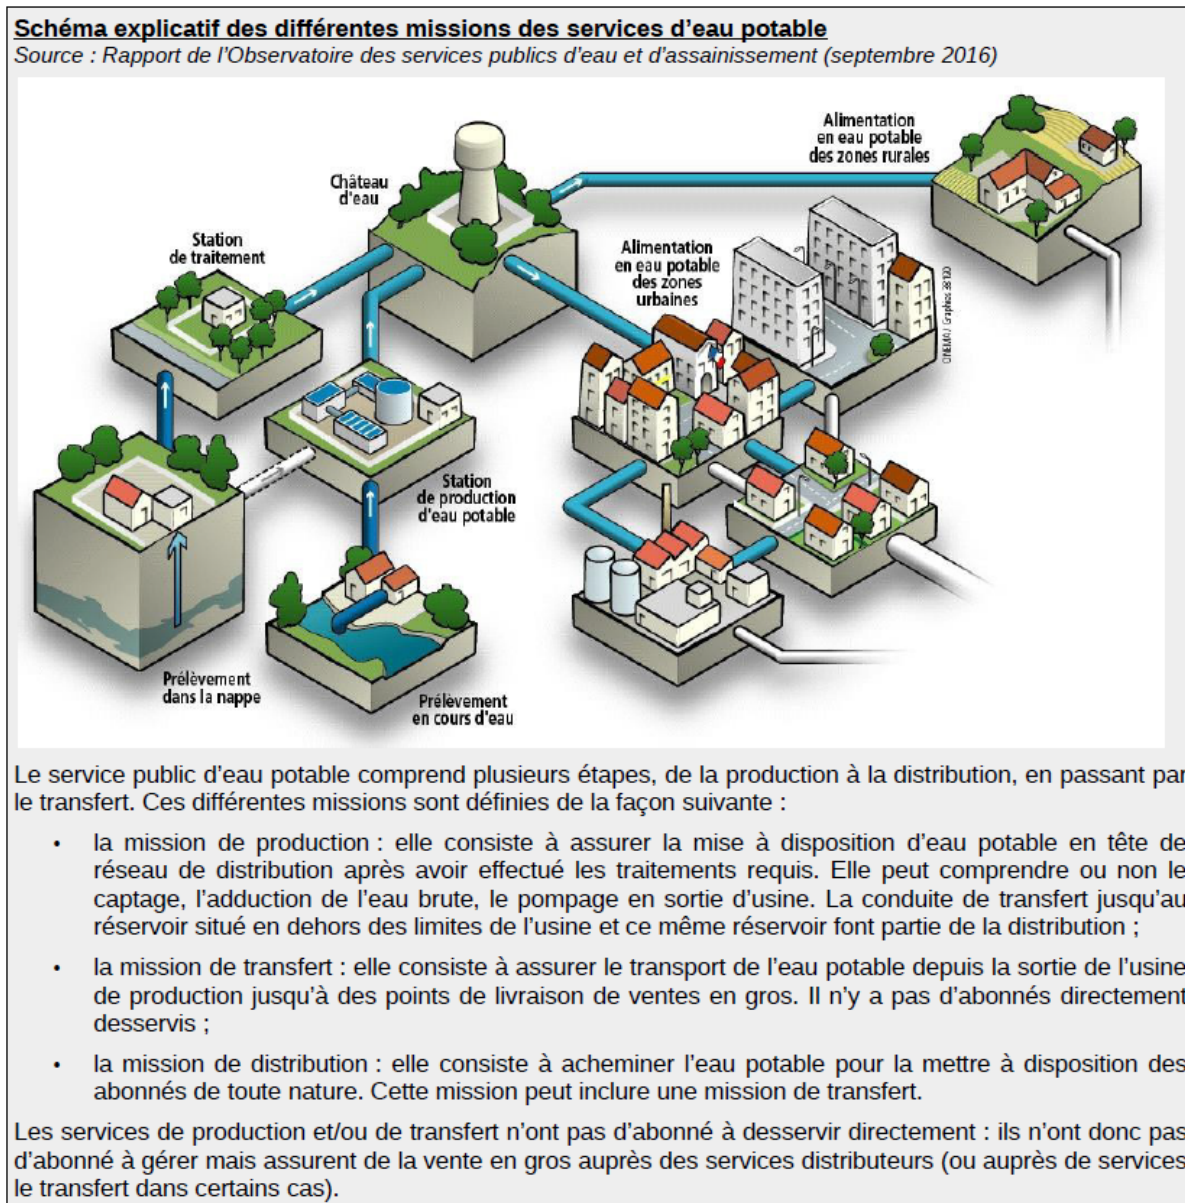 Schéma explicatif des différentes missions des services d’eau potable
Source : Rapport de l’Observatoire des services publics d’eau et d’assainissement (septembre 2016)
Alimentation
en eau potable
des zones rurales
Château
d'eau
Station
de traitement
Alimentation
en eau potable
des zones
urbaines
Station
de production
d'eau potable
Prélèvement
dans la nappe
Prélèvement
en cours d'eau
Le service public d’eau potable comprend plusieurs étapes, de la production à la distribution, en passant par
le transfert. Ces différentes missions sont définies de la façon suivante :
• la mission de production : elle consiste à assurer la mise à disposition d’eau potable en tête de
réseau de distribution après avoir effectué les traitements requis. Elle peut comprendre ou non le
captage, l’adduction de l’eau brute, le pompage en sortie d’usine. La conduite de transfert jusqu’au
réservoir situé en dehors des limites de l’usine et ce même réservoir font partie de la distribution ;
• la mission de transfert : elle consiste à assurer le transport de l’eau potable depuis la sortie de l’usine
de production jusqu’à des points de livraison de ventes en gros. Il n’y a pas d’abonnés directement
desservis ;
• la mission de distribution : elle consiste à acheminer l’eau potable pour la mettre à disposition des
abonnés de toute nature. Cette mission peut inclure une mission de transfert.
Les services de production et/ou de transfert n’ont pas d’abonné à desservir directement : ils n’ont donc pas
d’abonné à gérer mais assurent de la vente en gros auprès des services distributeurs (ou auprès de services
le transfert dans certains cas).